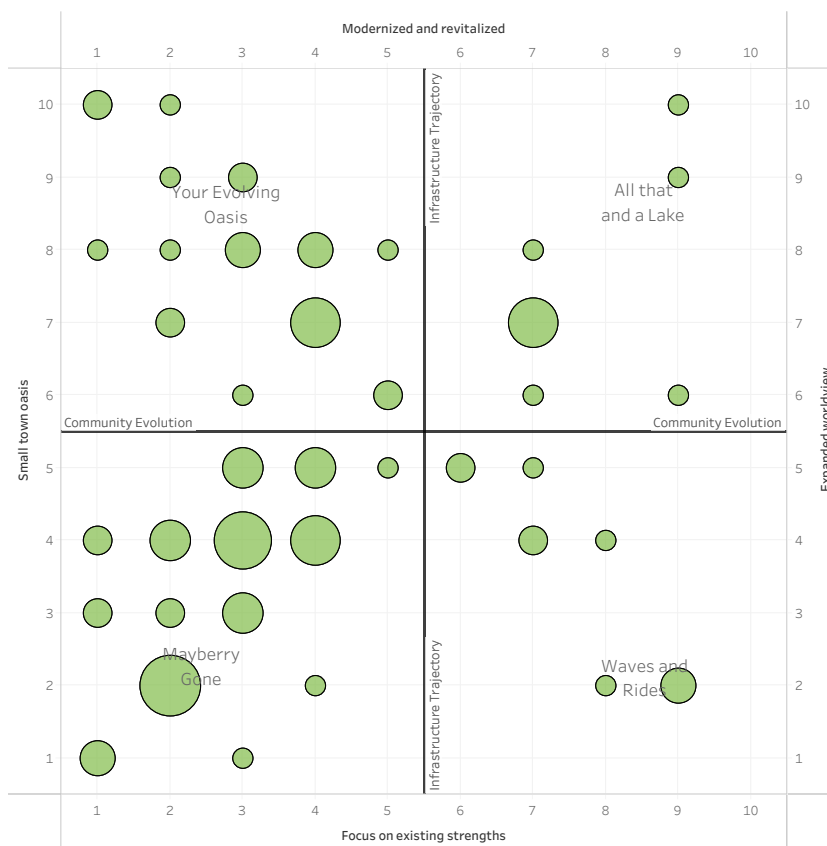 Modernized and revitalized
1 2 3 4 5 6 7 8 9 10
Infrastructure Trajectory
10 10
9 9
Your Evolving
Oasis
All that
and a Lake
8 8
7 7
6 6
Small town oasis
Expanded worldview
Community Evolution Community Evolution
5 5
4 4
3 3
Infrastructure Trajectory
Mayberry
Gone
Waves and
Rides
2 2
1 1
1 2 3 4 5 6 7 8 9 10
Focus on existing strengths